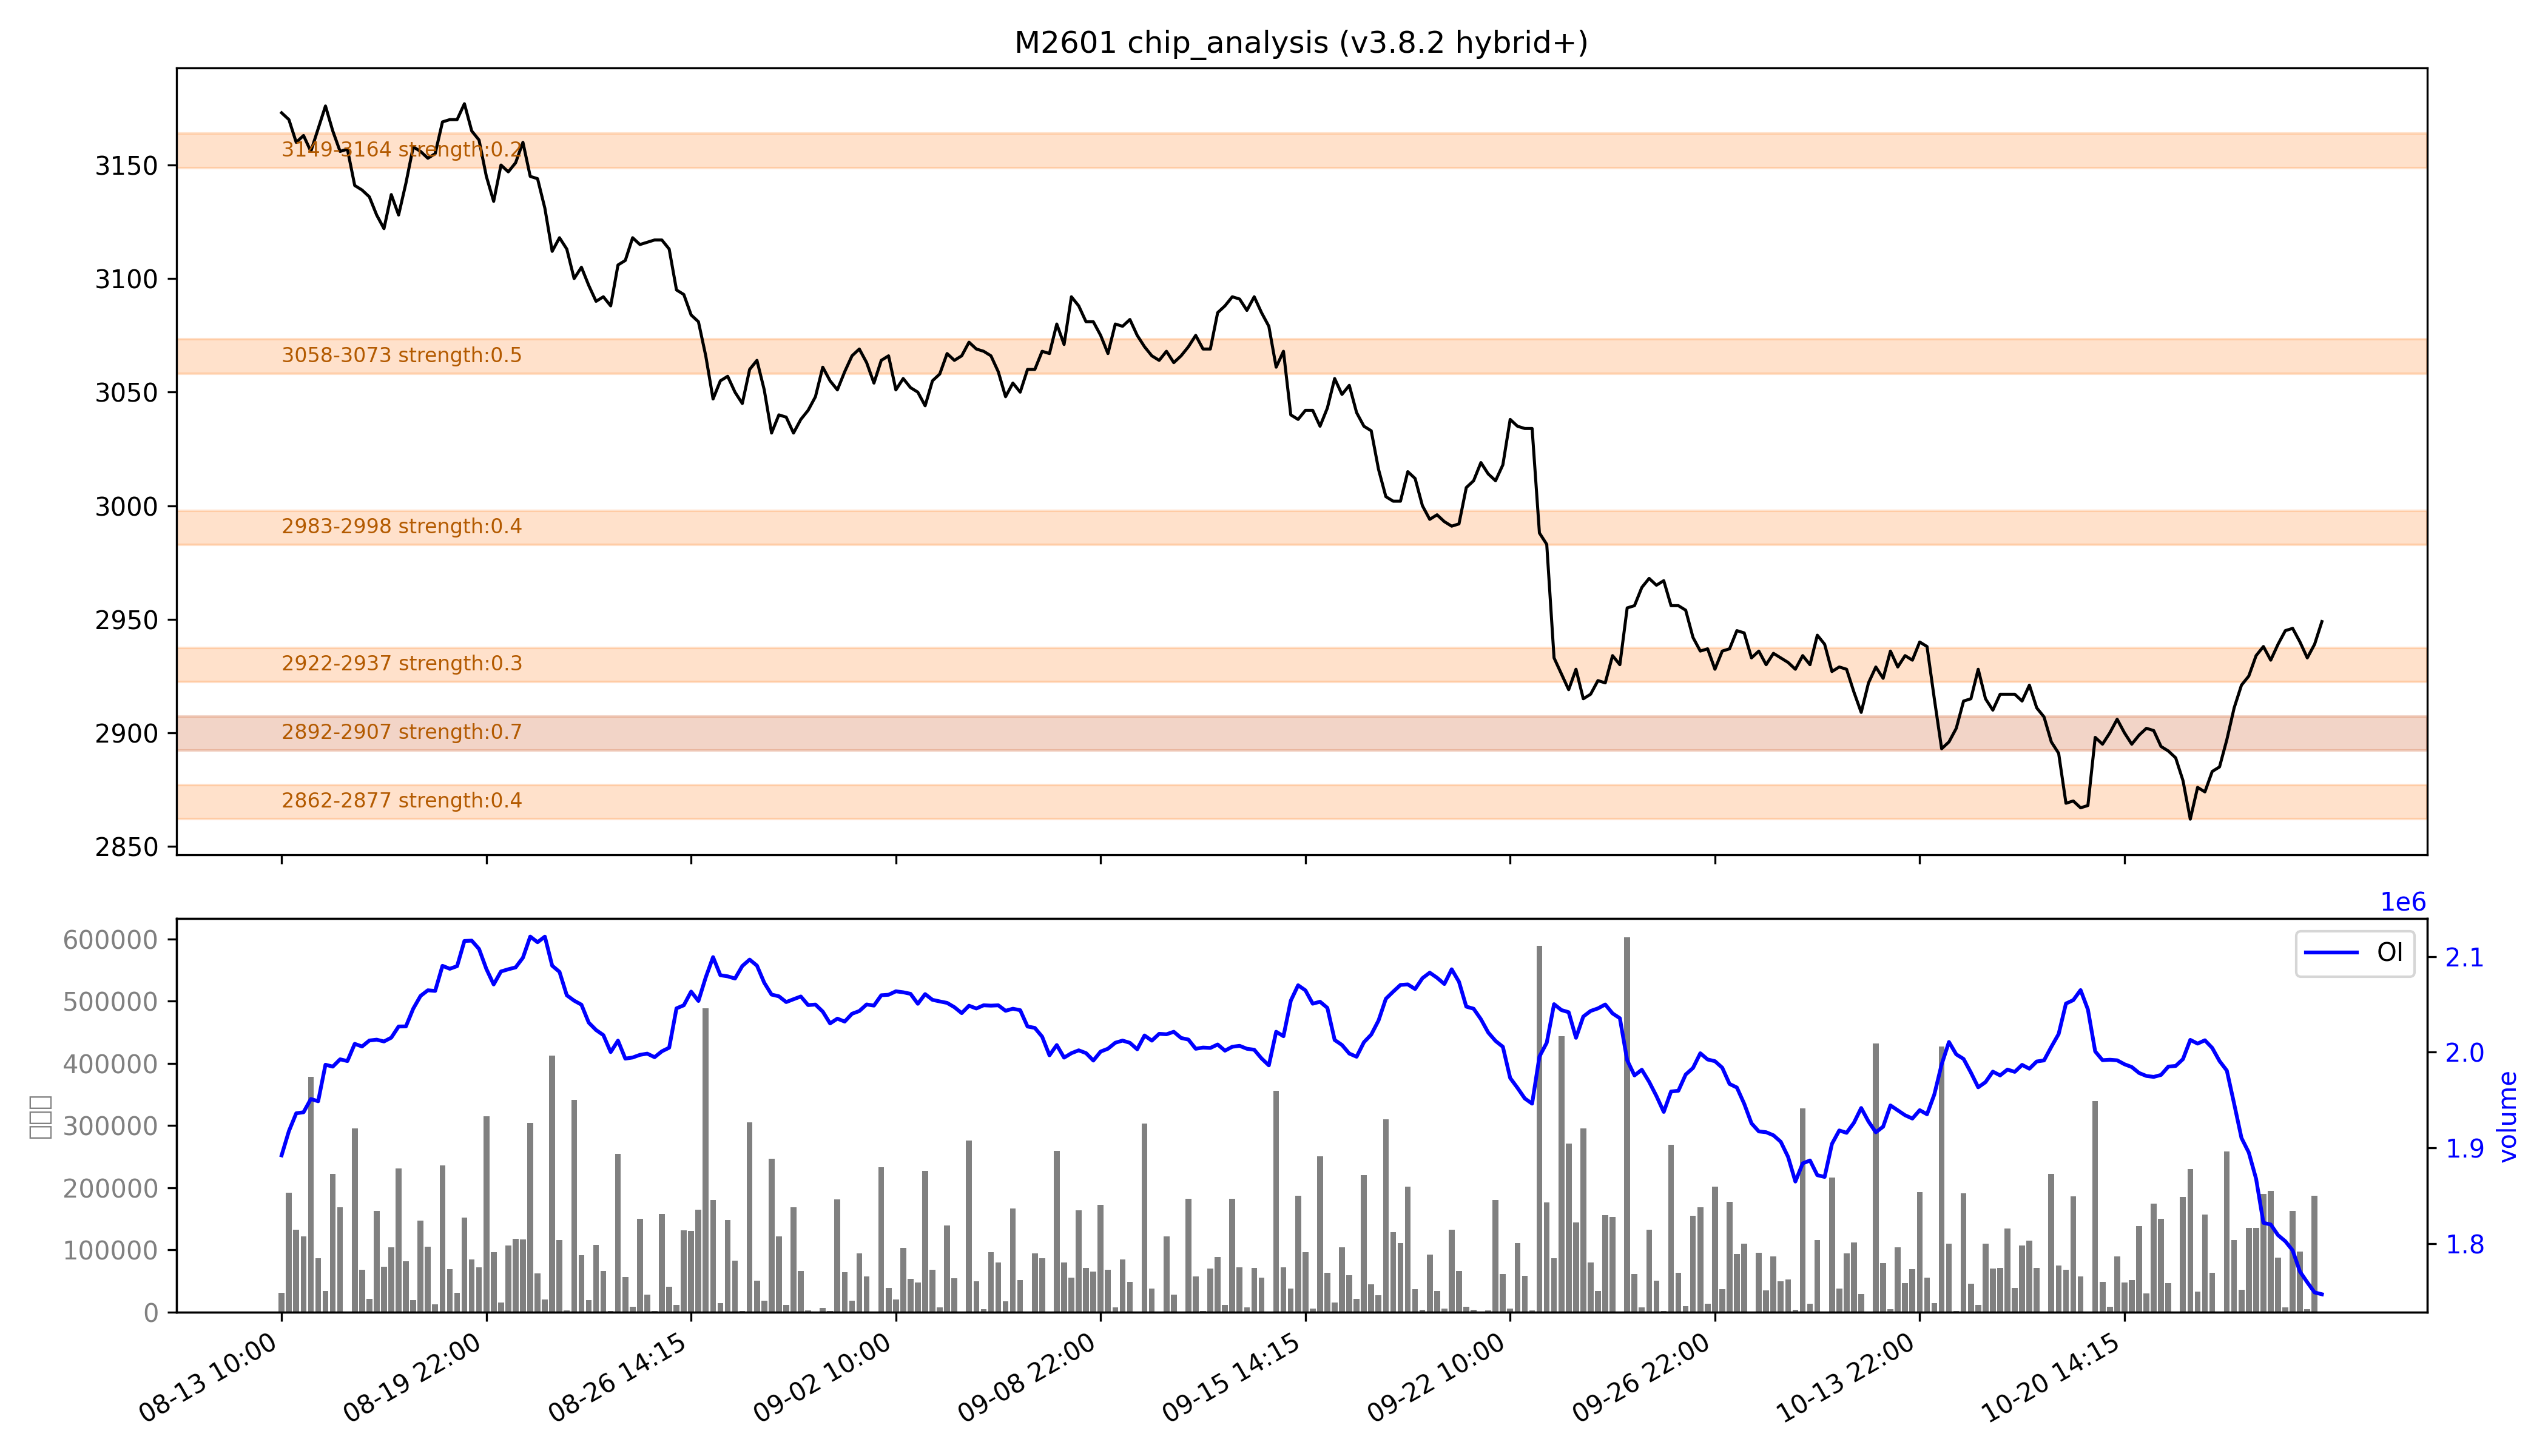 M2601 chip_analysis (v3.8.2 hybrid+)
3150
3100
3050
3000
2950
2900
2850
3149-3164 strength:0.2
3058-3073 strength:0.5
2983-2998 strength:0.4
2922-2937 strength:0.3
2892-2907 strength:0.7
2862-2877 strength:0.4
1e6
600000
500000
400000
300000
200000
100000
0
OI
2.1
2.0
1.9
1.8
volume
08-13 10:00
08-19 22:00
08-26 14:15
09-02 10:00
09-08 22:00
09-15 14:15
09-22 10:00
09-26 22:00
10-13 22:00
10-20 14:15